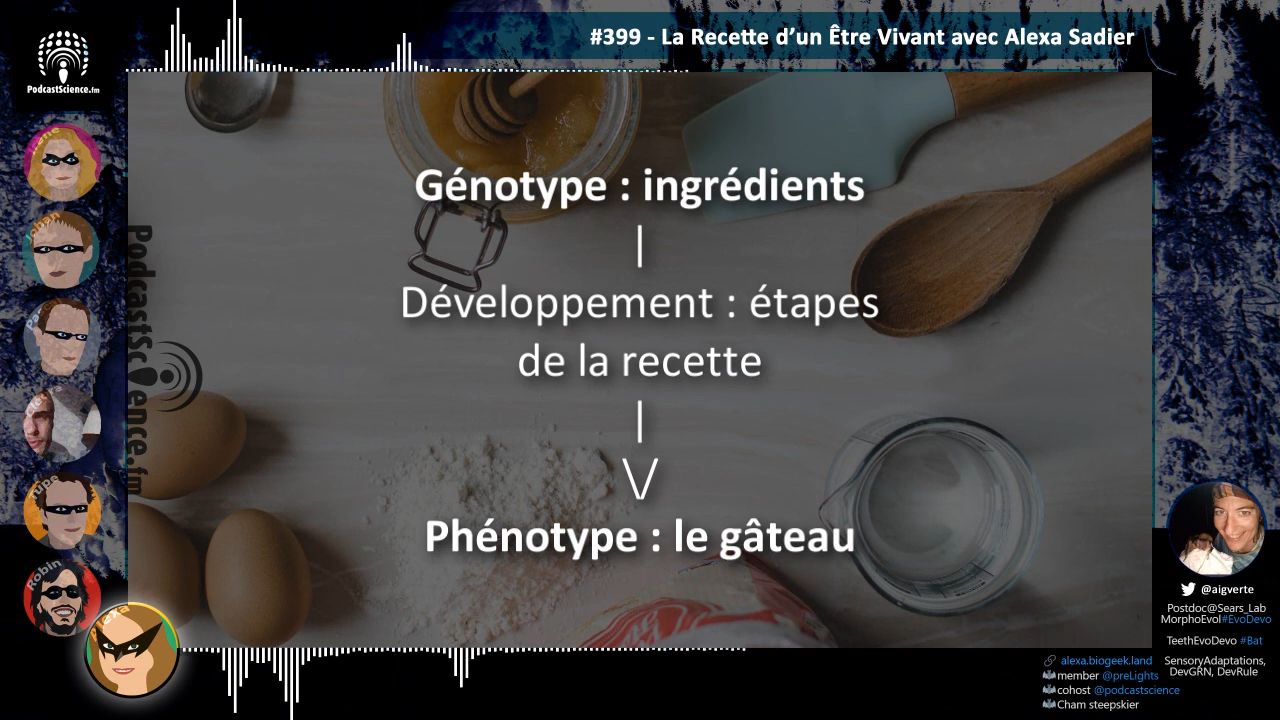 #399 - La Recette d'un Être Vivant avec Alexa Sadier
PodcastScience.fm
Génotype : ingrédients
|
Développement : étapes
de la recette
|
\/
Phénotype : le gâteau
PodcastScience.fm
Robin
Alexa
@aigverte
Postdoc@Sears_Lab
MorphoEvol#EvoDevo
TeethEvoDevo #Bat
SensoryAdaptations,
DevGRN, DevRule
alexa.biogeek.land
member @preLights
cohost @podcastscience
Cham steepskier